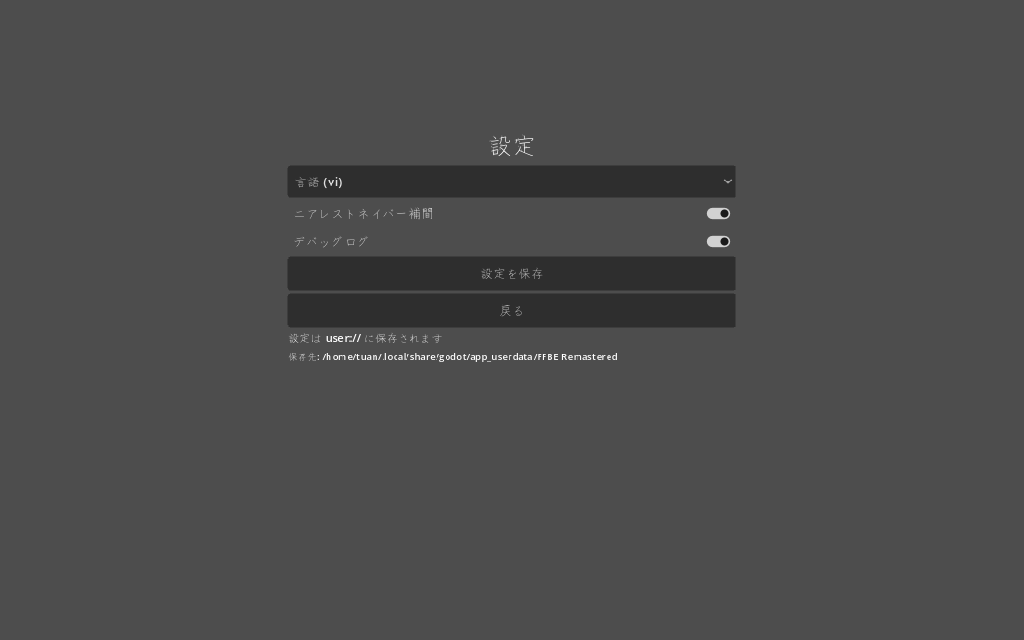 設定
言語 (vi)
ニアレストネイバー補間
デバッグログ
設定を保存
戻る
設定は user:// に保存されます
保存先: /home/tuan/.local/share/godot/app_userdata/FFBE Remastered